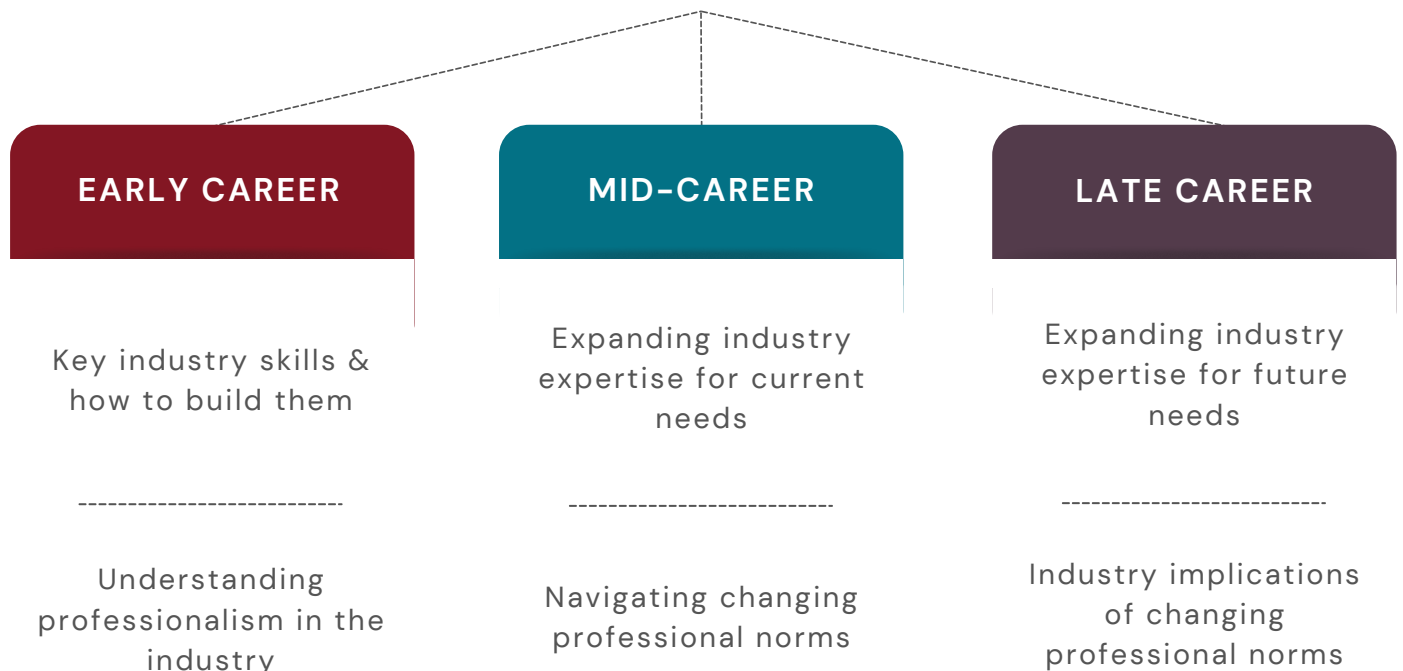 EARLY CAREER
Key industry skills &
how to build them
Understanding
professionalism in the
industry
MID-CAREER
Expanding industry
expertise for current
needs
Navigating changing
professional norms
LATE CAREER
Expanding industry
expertise for future
needs
Industry implications
of changing
professional norms